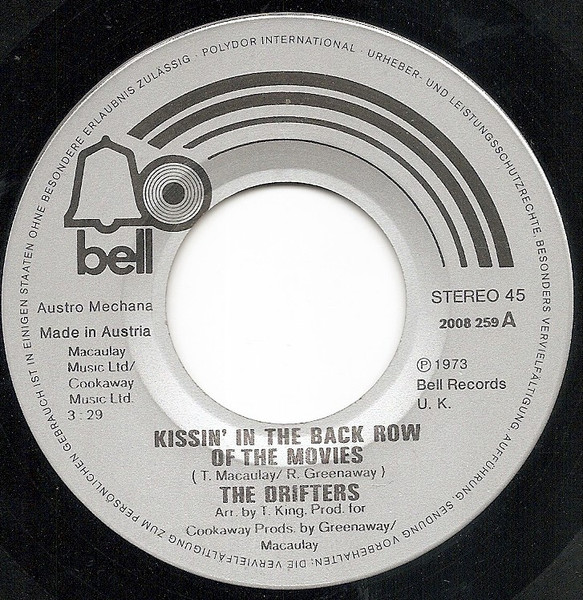 URHEBER- UND LEISTUNGSSCHUTZRECHTE, BESONDERS VERVIELFÄLTIGUNG AUFFÜHRUNG, SENDUNG VORBEHALTEN: DIE VERVIELFÄLTIGUNG ZUM PERSÖNLICHEN GEBRAUCH IST IN EINIGEN STAATEN OHNE BESONDERE ERLAUBNIS ZULÄSSIG · POLYDOR INTERNATIONAL ·
bell
Austro Mechana
Made in Austria
Macaulay
Music Ltd/
Cookaway
Music Ltd.
3 : 29
STEREO 45
2008 259 A
℗ 1973
Bell Records
U. K.
KISSIN' IN THE BACK ROW
OF THE MOVIES
( T. Macaulay/ R. Greenaway )
THE DRIFTERS
Arr. by T. King. Prod. for
Cookaway Prods. by Greenaway/
Macaulay